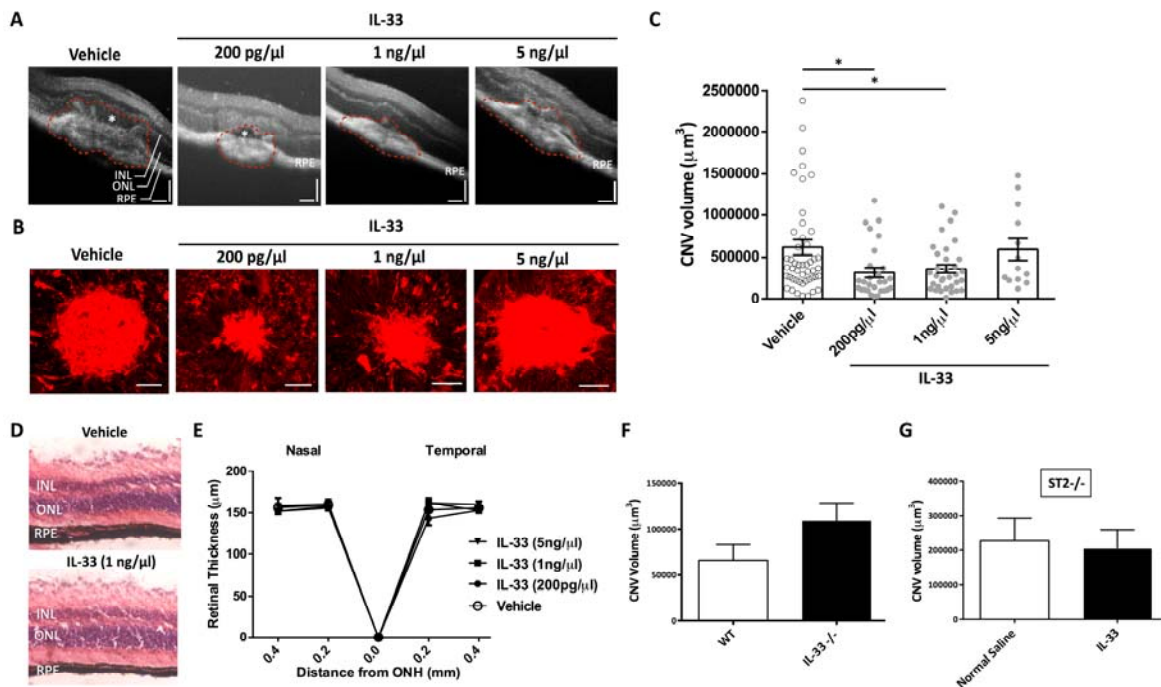 A
IL-33
Vehicle
200 pg/μl
1 ng/μl
5 ng/μl
*
*
INL
ONL
RPE
RPE
RPE
RPE
B
IL-33
Vehicle
200 pg/μl
1 ng/μl
5 ng/μl
C
*
*
CNV volume (μm³)
2500000
2000000
1500000
1000000
500000
0
Vehicle
200pg/μl
1ng/μl
5ng/μl
IL-33
D
Vehicle
INL
ONL
RPE
IL-33 (1 ng/μl)
INL
ONL
RPE
E
Nasal
Temporal
Retinal Thickness (μm)
200
150
100
50
0
0.4
0.2
0.0
0.2
0.4
Distance from ONH (mm)
IL-33 (5ng/μl)
IL-33 (1ng/μl)
IL-33 (200pg/μl)
Vehicle
F
CNV Volume (μm³)
150000
100000
50000
0
WT
IL-33 -/-
G
ST2-/-
CNV volume (μm³)
400000
300000
200000
100000
0
Normal Saline
IL-33